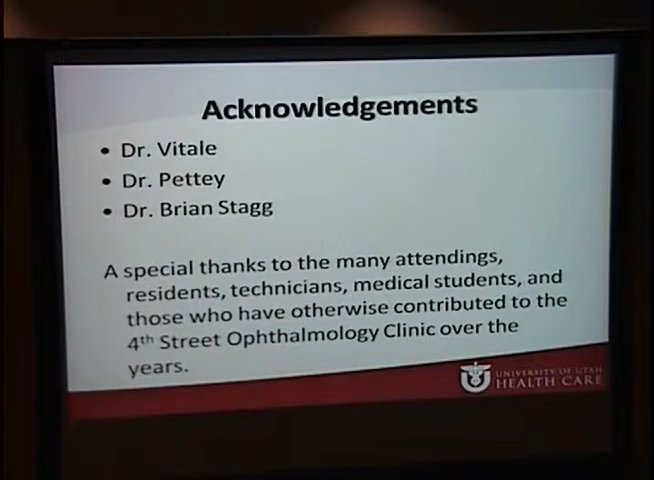 Acknowledgements
• Dr. Vitale
• Dr. Pettey
• Dr. Brian Stagg
A special thanks to the many attendings,
residents, technicians, medical students, and
those who have otherwise contributed to the
4th Street Ophthalmology Clinic over the
years.
UNIVERSITY OF UTAH
HEALTH CARE